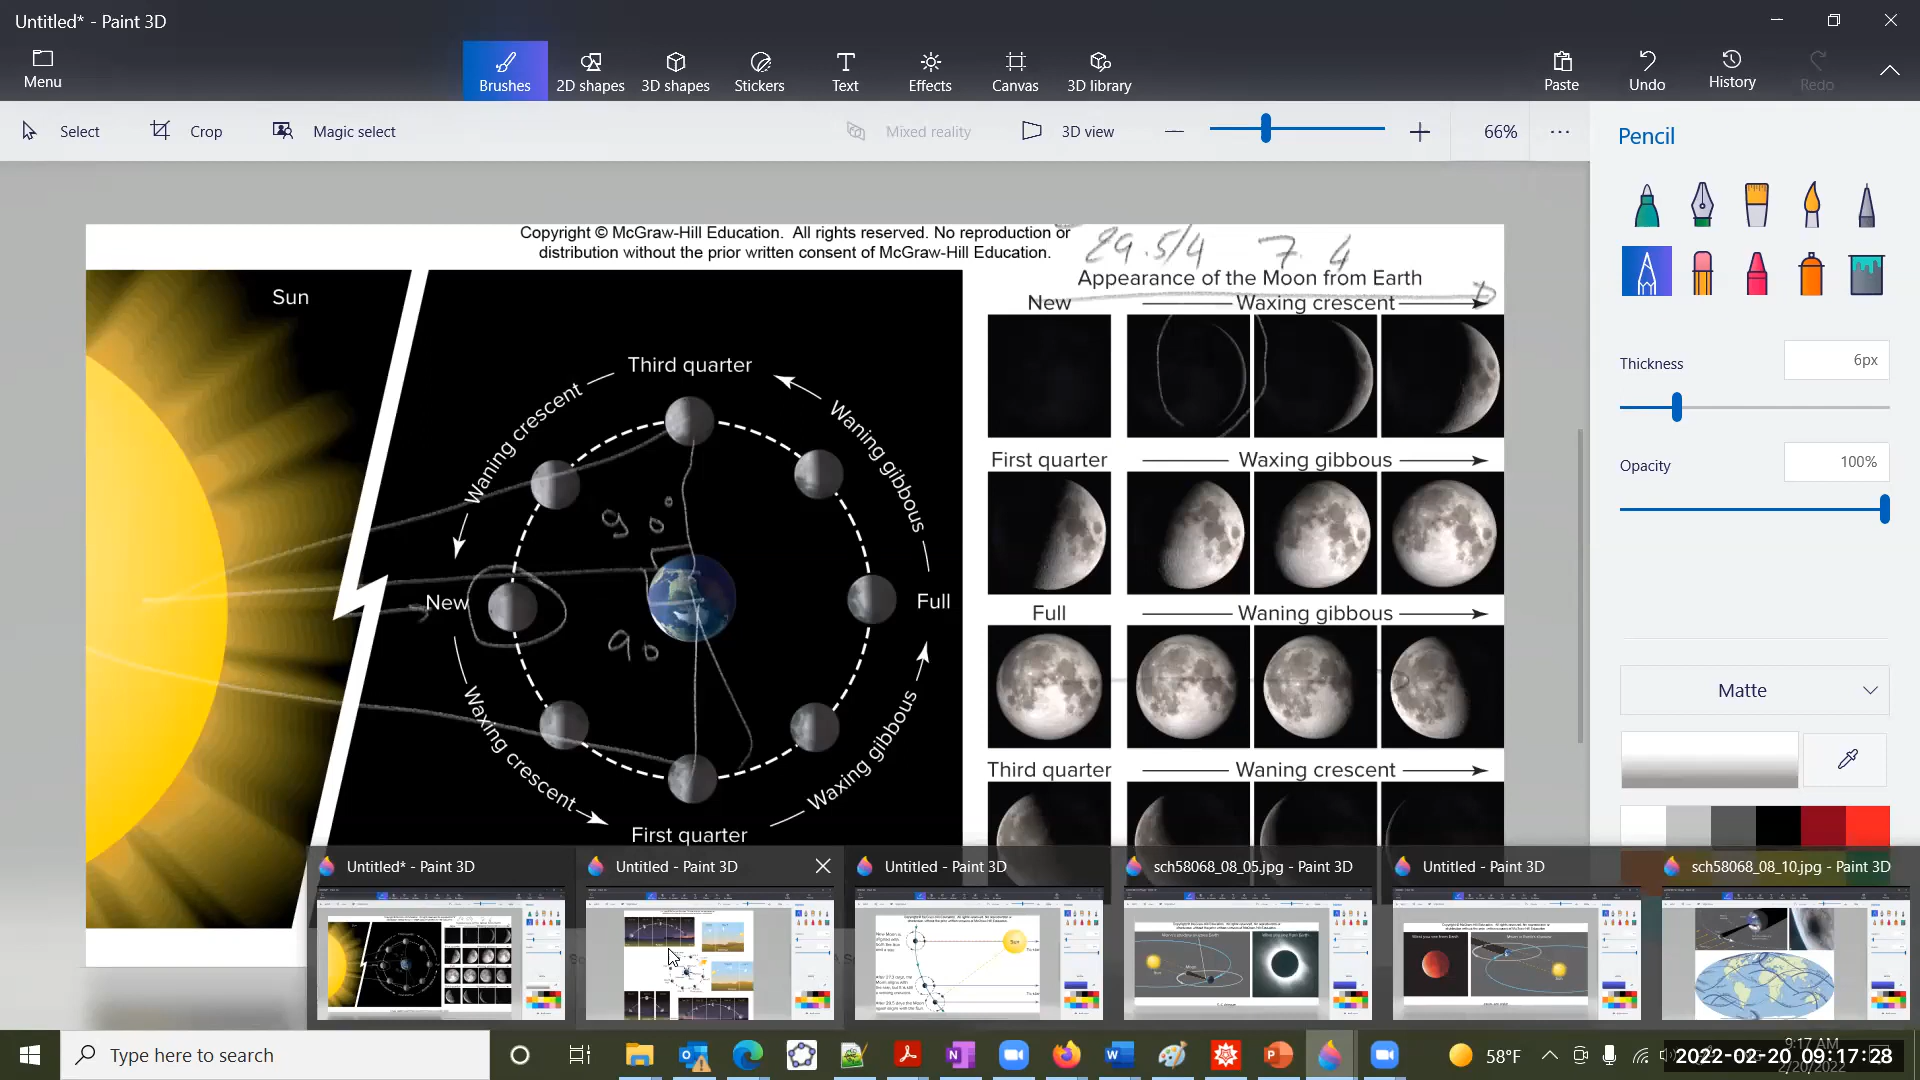 Untitled* - Paint 3D
Menu
Brushes
2D shapes
3D shapes
Stickers
Text
Effects
Canvas
3D library
Paste
Undo
History
Redo
Select
Crop
Magic select
Mixed reality
3D view
66%
Pencil
Thickness
6px
Opacity
100%
Matte
Copyright © McGraw-Hill Education. All rights reserved. No reproduction or
distribution without the prior written consent of McGraw-Hill Education.
29.5/4 7.4
Sun
Third quarter
Waning crescent
Waning gibbous
New
Full
90°
90
Waxing crescent
Waxing gibbous
First quarter
Appearance of the Moon from Earth
New
Waxing crescent
First quarter
Waxing gibbous
Full
Waning gibbous
Third quarter
Waning crescent
Untitled* - Paint 3D
Untitled - Paint 3D
Untitled - Paint 3D
sch58068_08_05.jpg - Paint 3D
Untitled - Paint 3D
sch58068_08_10.jpg - Paint 3D
Type here to search
58°F
9:17 AM
2/20/2022
2022-02-20 09:17:28